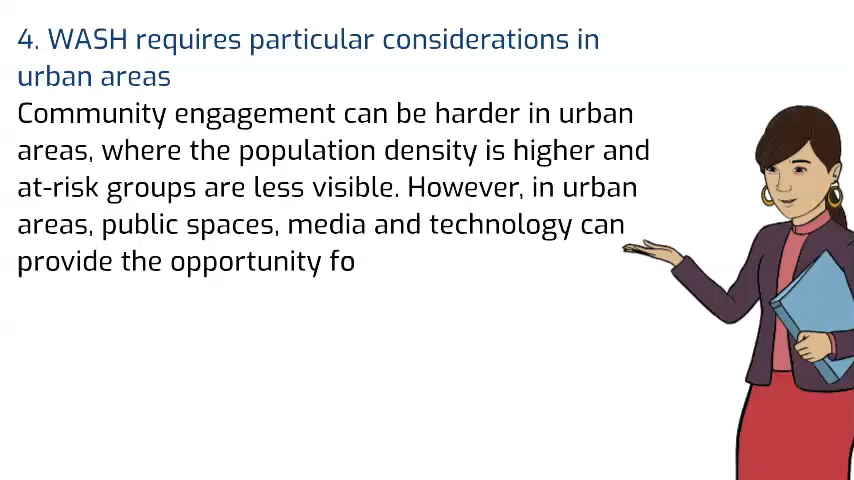 4. WASH requires particular considerations in
urban areas
Community engagement can be harder in urban
areas, where the population density is higher and
at-risk groups are less visible. However, in urban
areas, public spaces, media and technology can
provide the opportunity fo